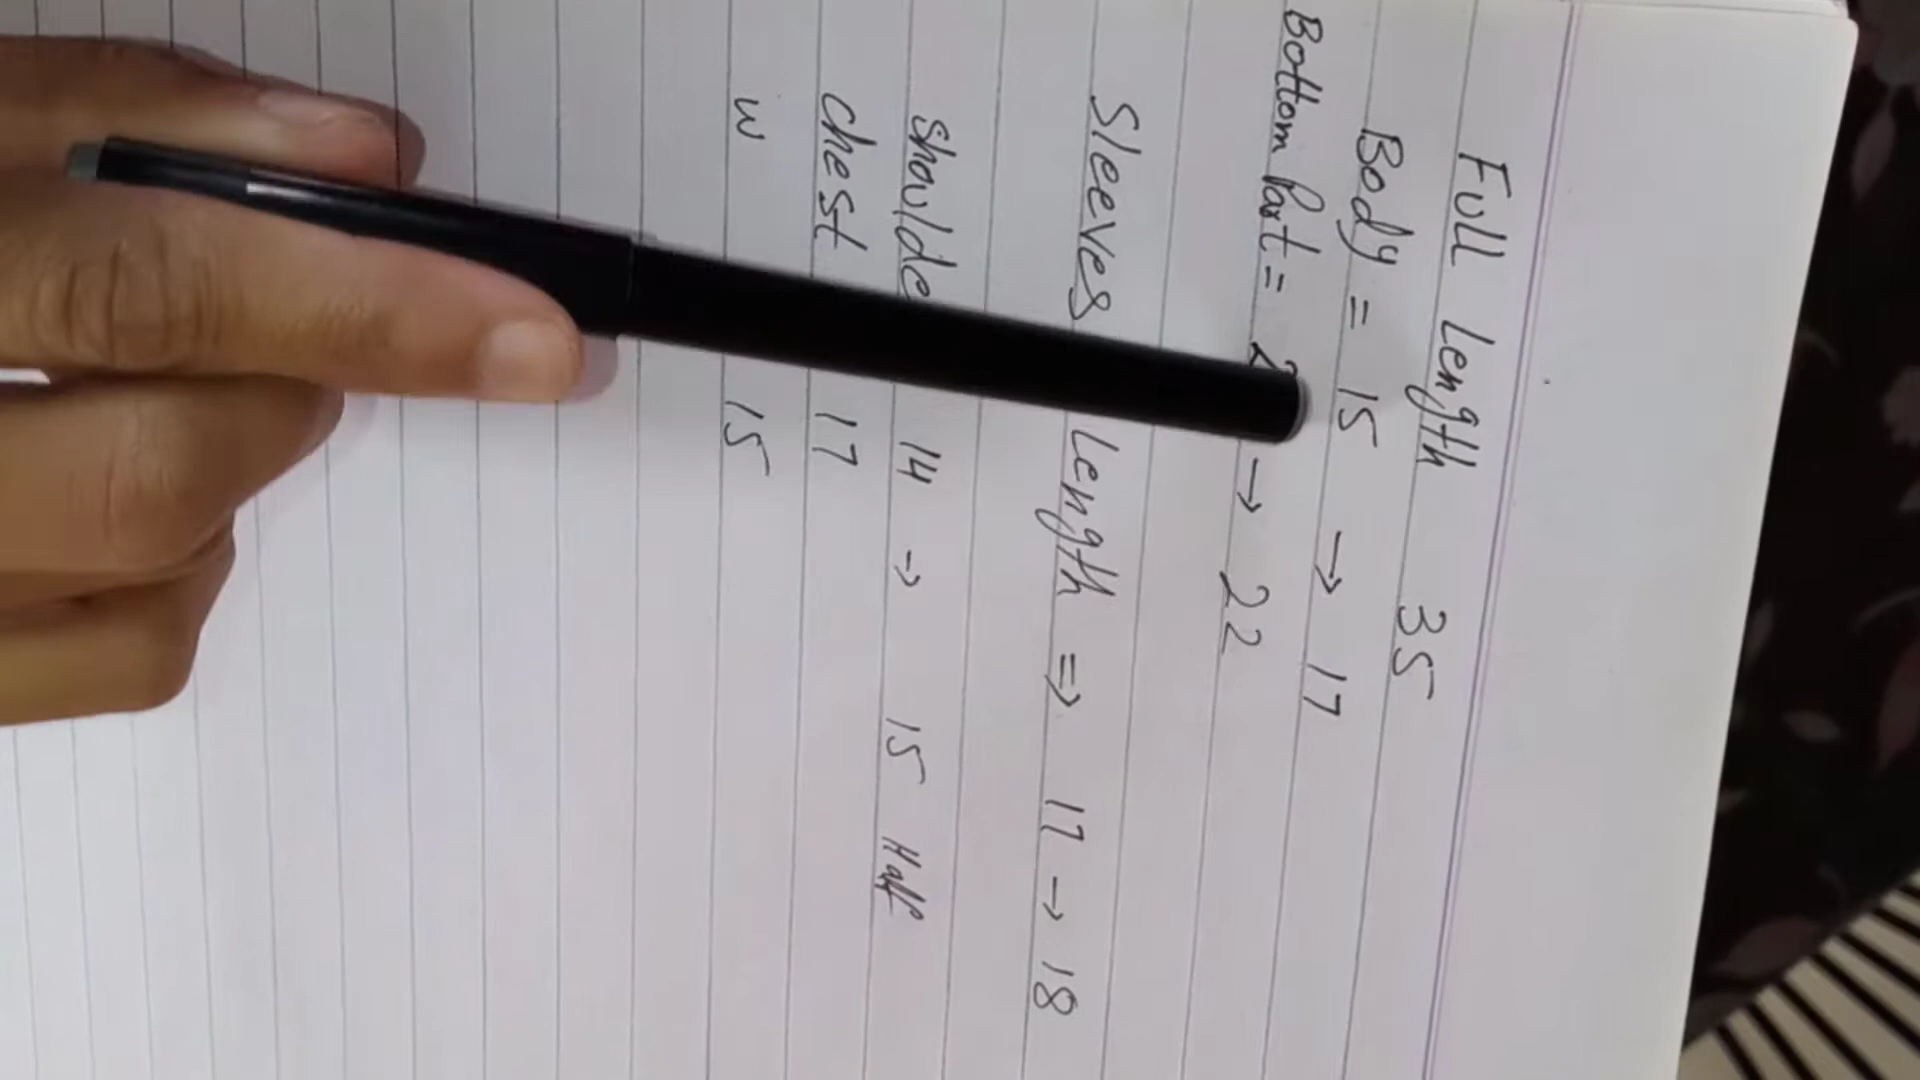 Full Length 35
Body = 15 → 17
Bottom Part = 2 → 22
Sleeves Length ⇒ 17 → 18
Shoulde 14 → 15 Half
Chest 17
W 15